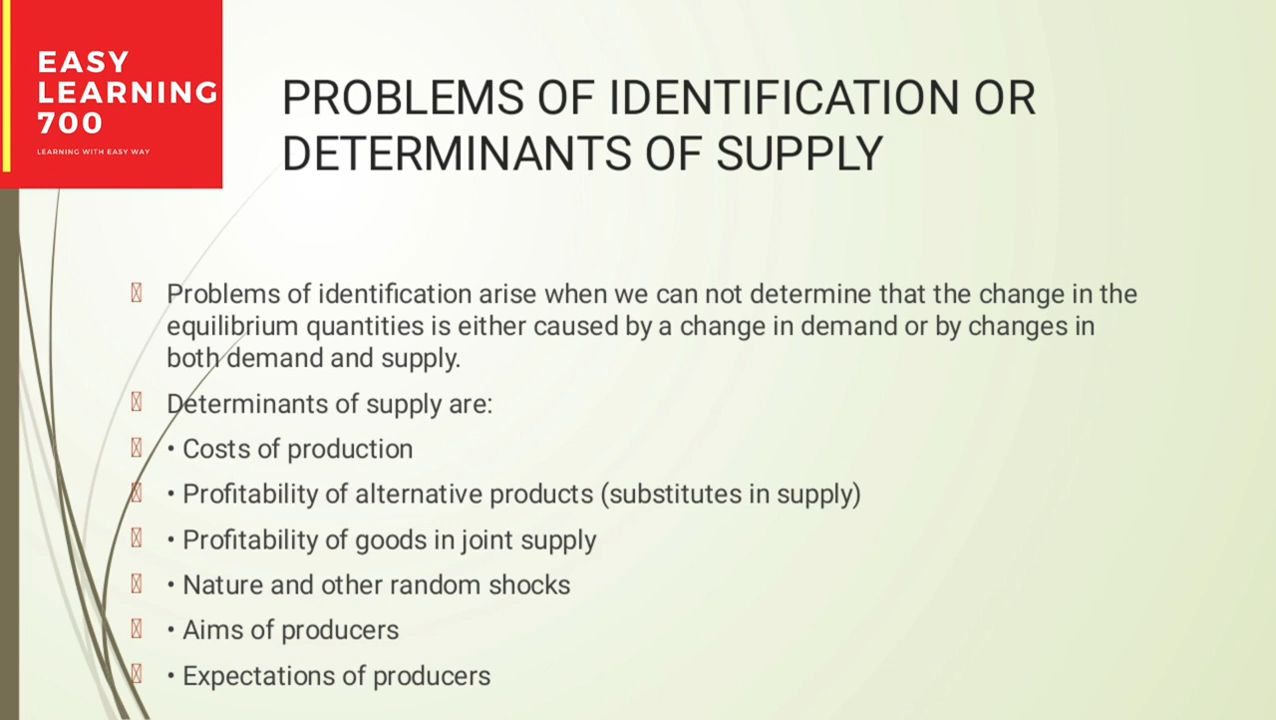 EASY
LEARNING
700
LEARNING WITH EASY WAY
PROBLEMS OF IDENTIFICATION OR
DETERMINANTS OF SUPPLY
Problems of identification arise when we can not determine that the change in the
equilibrium quantities is either caused by a change in demand or by changes in
both demand and supply.
Determinants of supply are:
• Costs of production
• Profitability of alternative products (substitutes in supply)
• Profitability of goods in joint supply
• Nature and other random shocks
• Aims of producers
• Expectations of producers